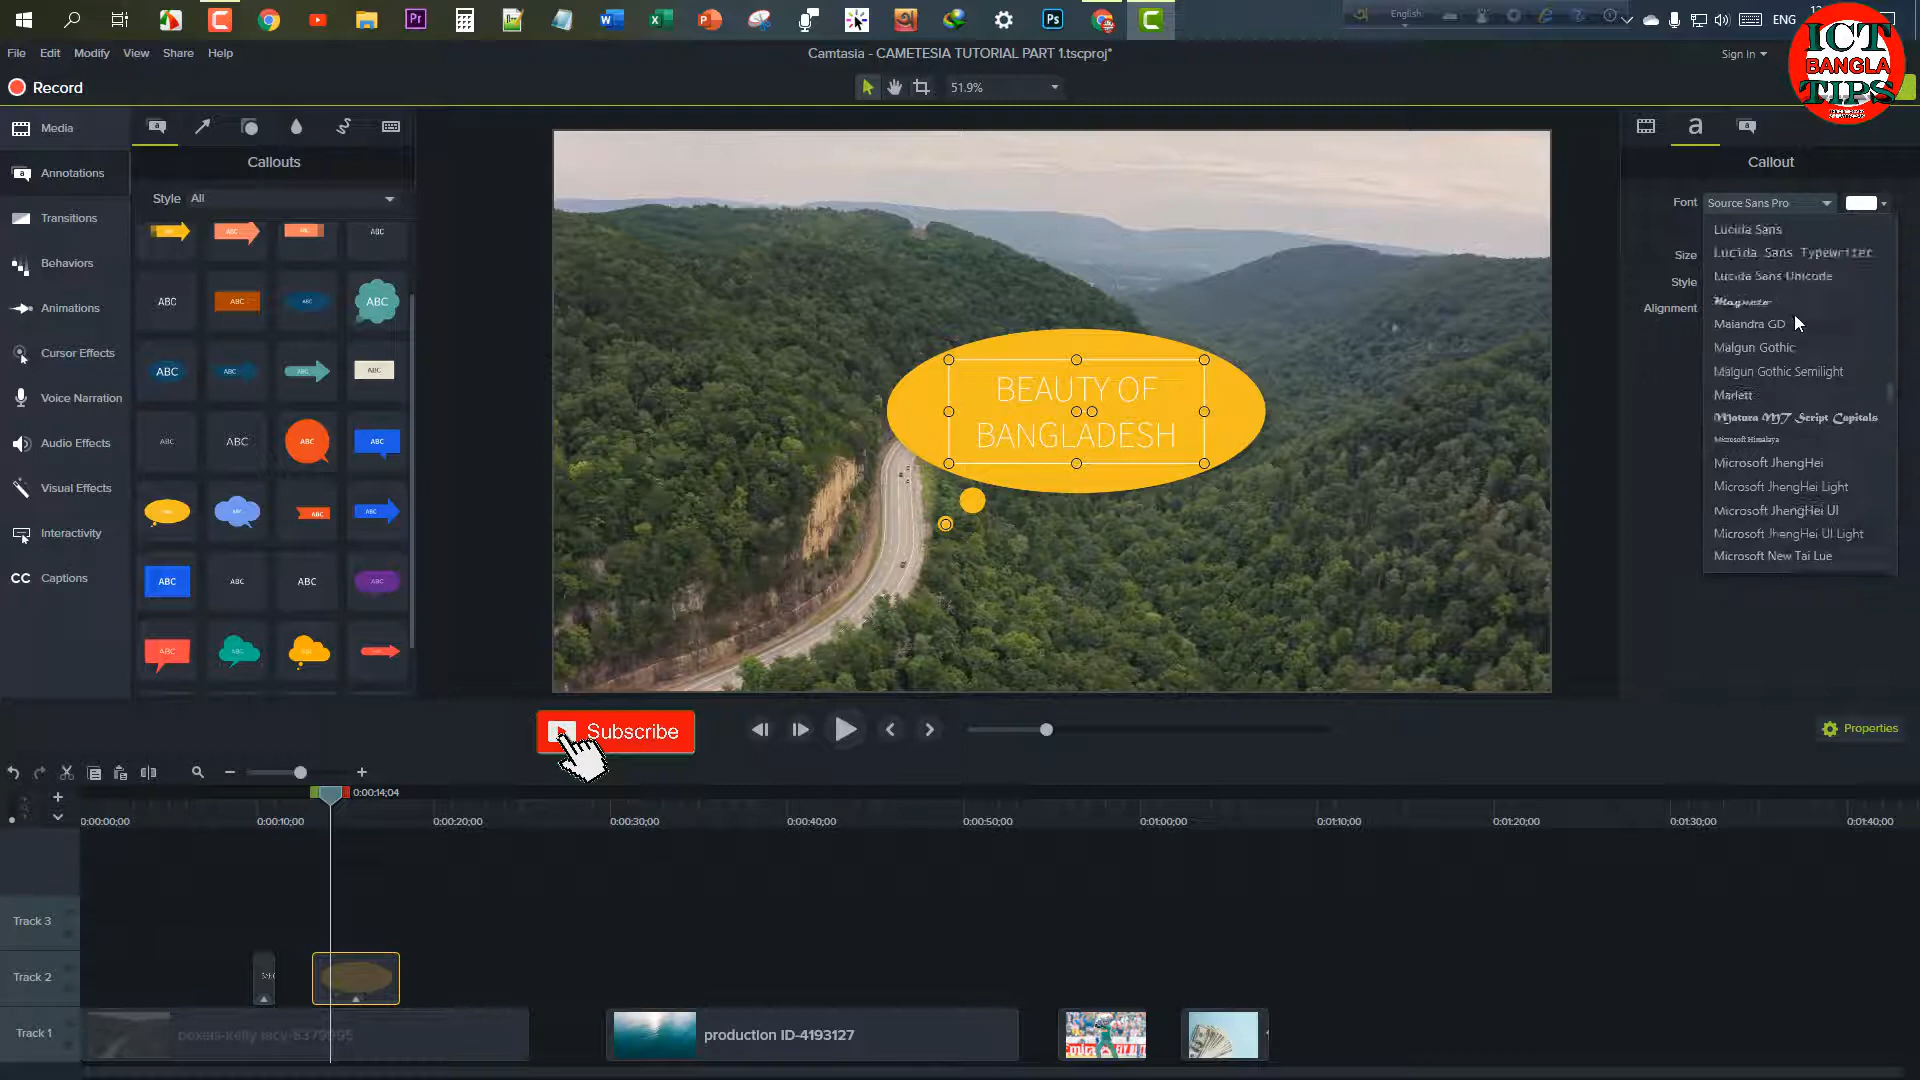 English
ENG
File Edit Modify View Share Help
Camtasia - CAMETESIA TUTORIAL PART 1.tscproj*
Sign In
ICT
BANGLA
TIPS
Record
51.9%
Media
Annotations
Transitions
Behaviors
Animations
Cursor Effects
Voice Narration
Audio Effects
Visual Effects
Interactivity
CC Captions
Callouts
Style All
ABC ABC ABC ABC
ABC ABC ABC ABC
ABC ABC ABC ABC
ABC ABC ABC ABC
ABC ABC ABC ABC
ABC ABC ABC ABC
ABC ABC ABC ABC
BEAUTY OF
BANGLADESH
Callout
Font Source Sans Pro
Size
Style
Alignment
Lucida Sans
Lucida Sans Typewriter
Lucida Sans Unicode
Magneto
Maiandra GD
Malgun Gothic
Malgun Gothic Semilight
Marlett
Matura MT Script Capitals
Microsoft Himalaya
Microsoft JhengHei
Microsoft JhengHei Light
Microsoft JhengHei UI
Microsoft JhengHei UI Light
Microsoft New Tai Lue
Subscribe
Properties
0:00:14;04
0:00:00;00 0:00:10;00 0:00:20;00 0:00:30;00 0:00:40;00 0:00:50;00 0:01:00;00 0:01:10;00 0:01:20;00 0:01:30;00 0:01:40;00
Track 3
Track 2
Track 1
production ID-4193127